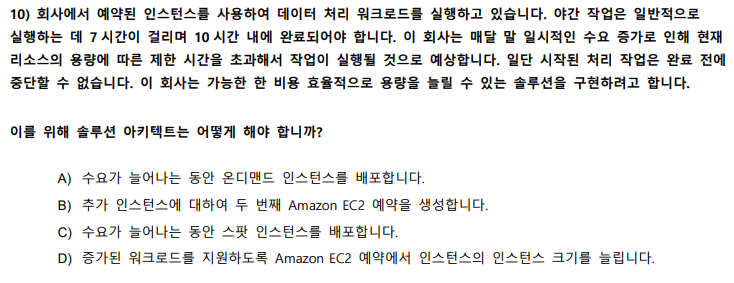 10) 회사에서 예약된 인스턴스를 사용하여 데이터 처리 워크로드를 실행하고 있습니다. 야간 작업은 일반적으로
실행하는 데 7시간이 걸리며 10시간 내에 완료되어야 합니다. 이 회사는 매달 말 일시적인 수요 증가로 인해 현재
리소스의 용량에 따른 제한 시간을 초과해서 작업이 실행될 것으로 예상합니다. 일단 시작된 처리 작업은 완료 전에
중단할 수 없습니다. 이 회사는 가능한 한 비용 효율적으로 용량을 늘릴 수 있는 솔루션을 구현하려고 합니다.
이를 위해 솔루션 아키텍트는 어떻게 해야 합니까?
A) 수요가 늘어나는 동안 온디맨드 인스턴스를 배포합니다.
B) 추가 인스턴스에 대하여 두 번째 Amazon EC2 예약을 생성합니다.
C) 수요가 늘어나는 동안 스팟 인스턴스를 배포합니다.
D) 증가된 워크로드를 지원하도록 Amazon EC2 예약에서 인스턴스의 인스턴스 크기를 늘립니다.